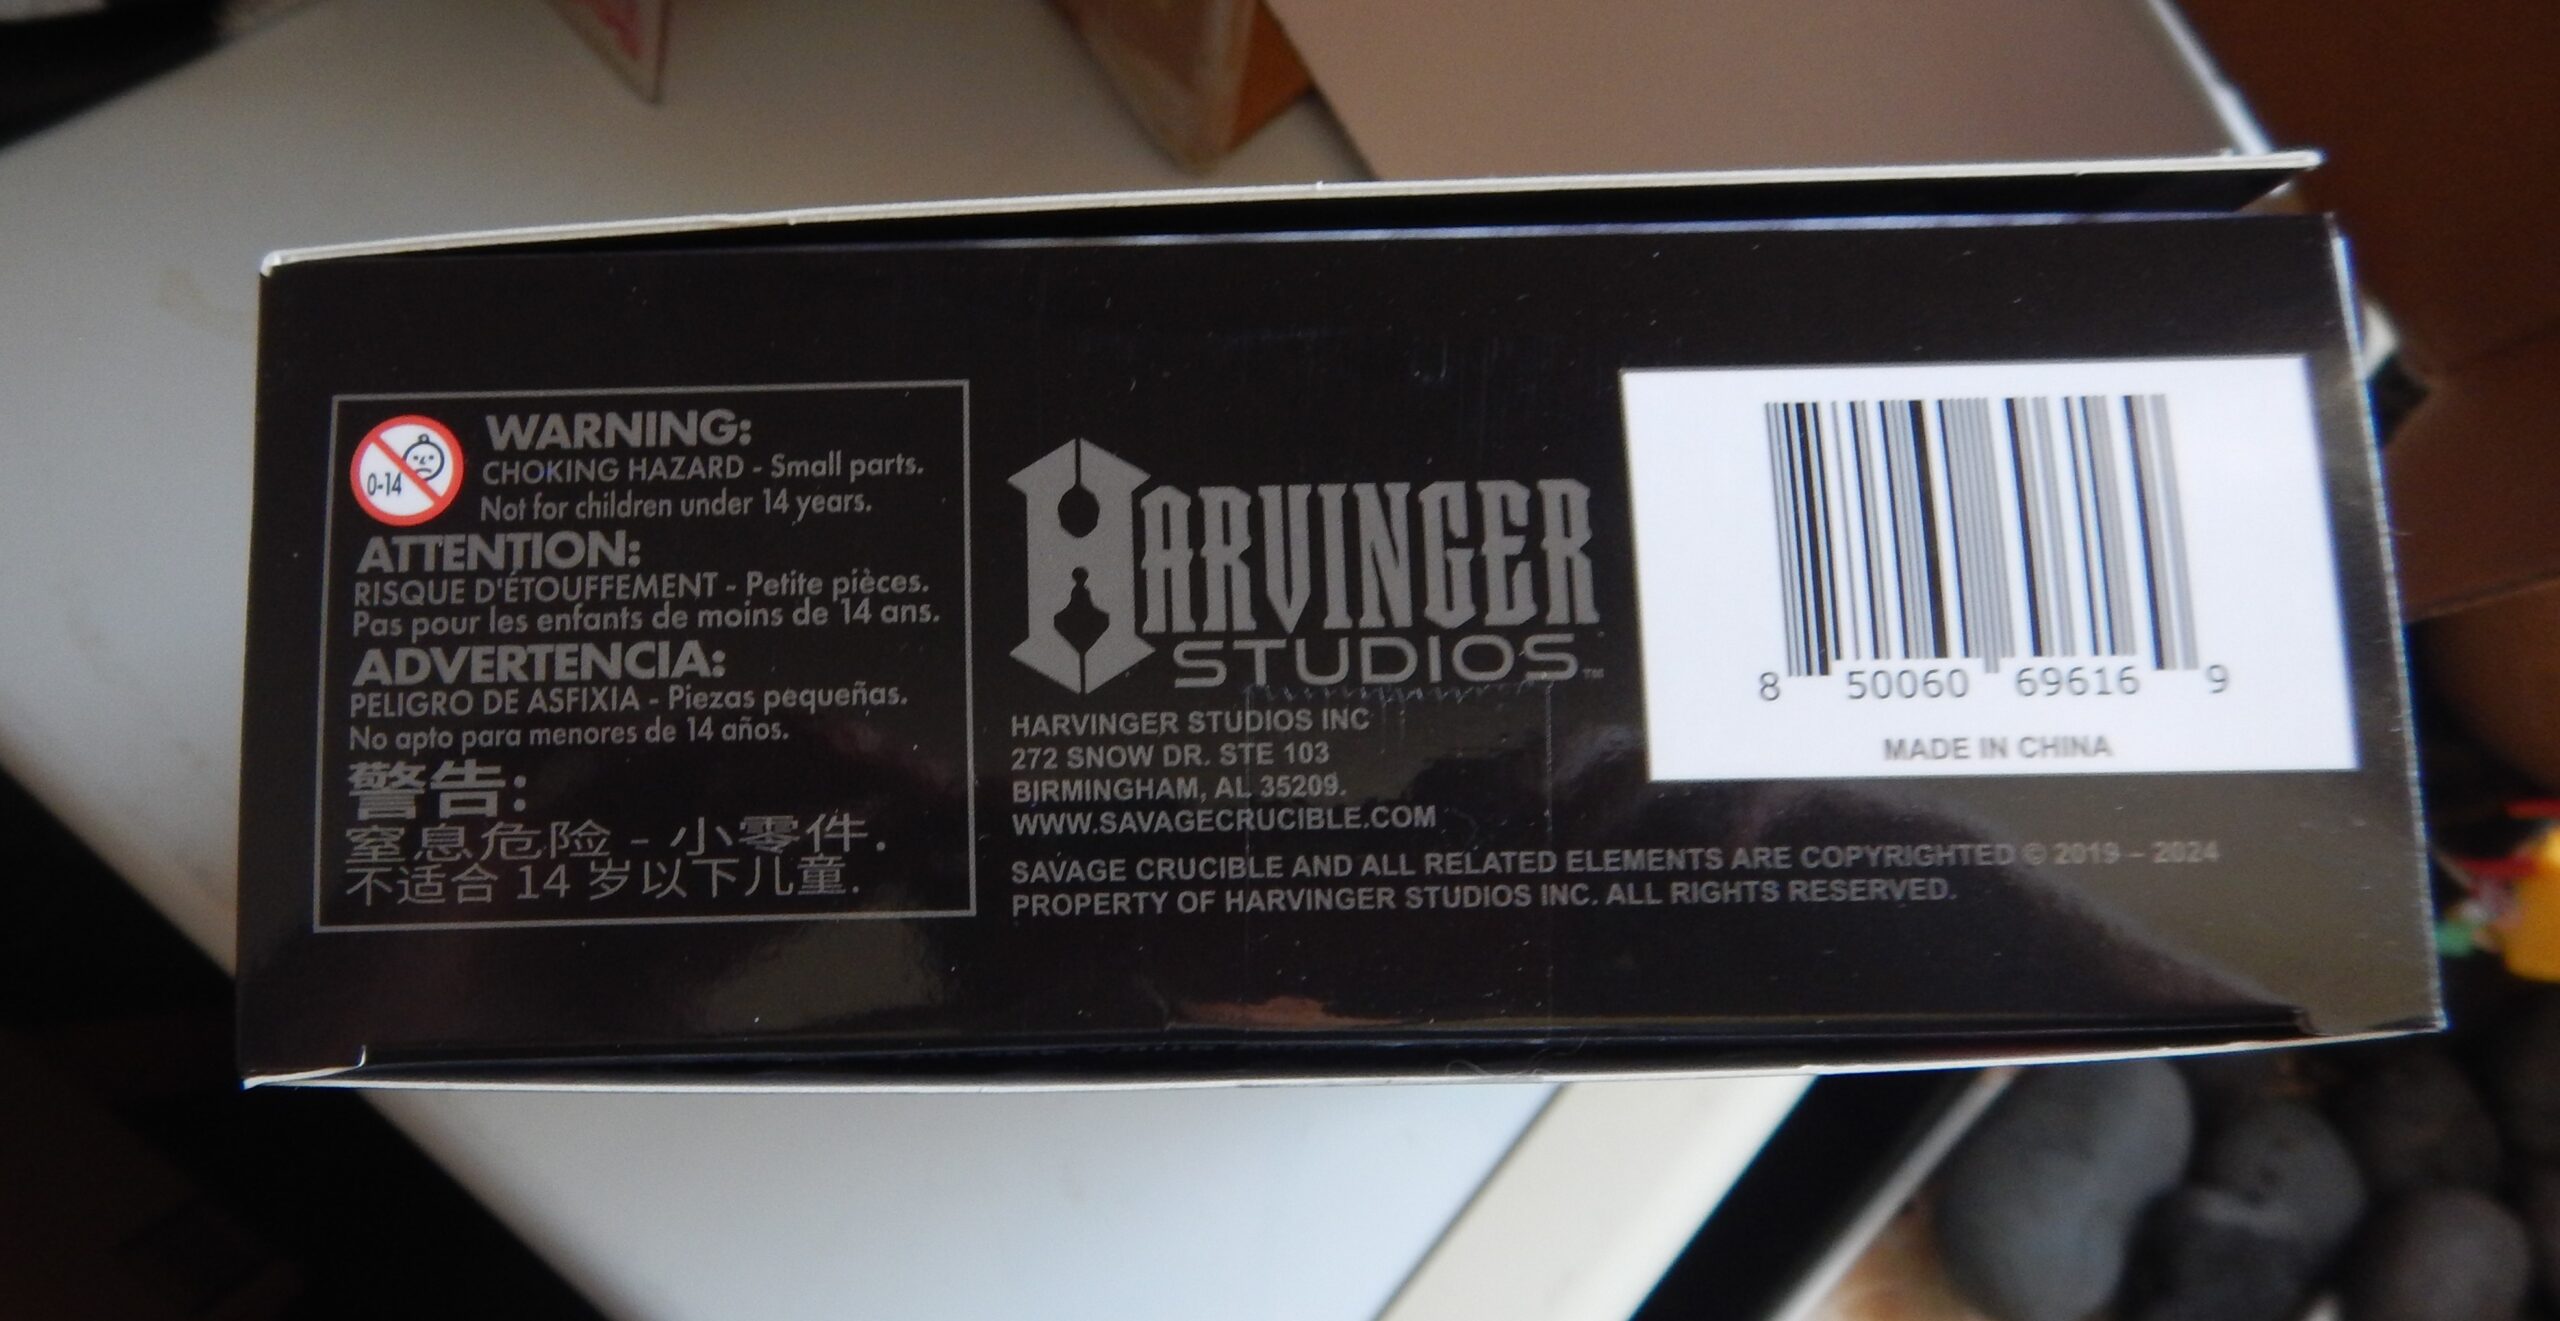 0-14
WARNING:
CHOKING HAZARD - Small parts.
Not for children under 14 years.
ATTENTION:
RISQUE D'ÉTOUFFEMENT - Petite pièces.
Pas pour les enfants de moins de 14 ans.
ADVERTENCIA:
PELIGRO DE ASFIXIA - Piezas pequeñas.
No apto para menores de 14 años.
警告:
窒息危险 - 小零件.
不适合 14 岁以下儿童.
HARVINGER
STUDIOS™
HARVINGER STUDIOS INC
272 SNOW DR. STE 103
BIRMINGHAM, AL 35209.
WWW.SAVAGECRUCIBLE.COM
SAVAGE CRUCIBLE AND ALL RELATED ELEMENTS ARE COPYRIGHTED © 2019 – 2024
PROPERTY OF HARVINGER STUDIOS INC. ALL RIGHTS RESERVED.
8 50060 69616 9
MADE IN CHINA